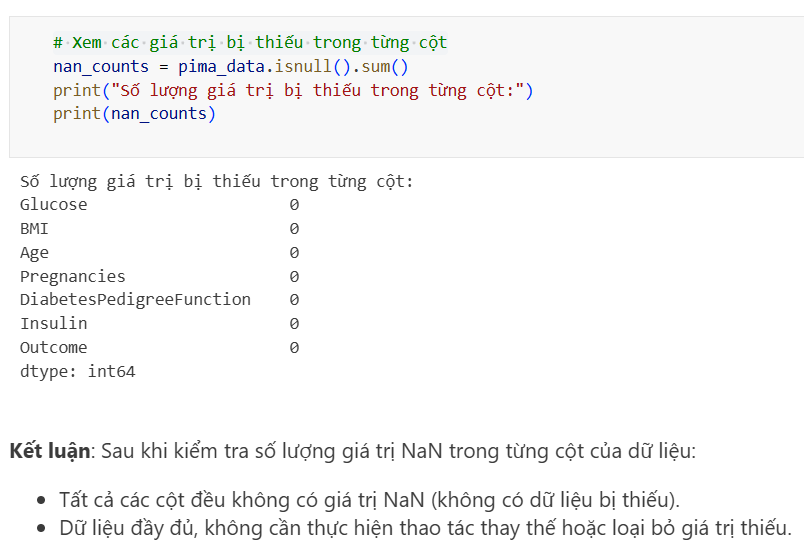 # Xem các giá trị bị thiếu trong từng cột
nan_counts = pima_data.isnull().sum()
print("Số lượng giá trị bị thiếu trong từng cột:")
print(nan_counts)
Số lượng giá trị bị thiếu trong từng cột:
Glucose                     0
BMI                         0
Age                         0
Pregnancies                 0
DiabetesPedigreeFunction    0
Insulin                     0
Outcome                     0
dtype: int64
Kết luận: Sau khi kiểm tra số lượng giá trị NaN trong từng cột của dữ liệu:
• Tất cả các cột đều không có giá trị NaN (không có dữ liệu bị thiếu).
• Dữ liệu đầy đủ, không cần thực hiện thao tác thay thế hoặc loại bỏ giá trị thiếu.